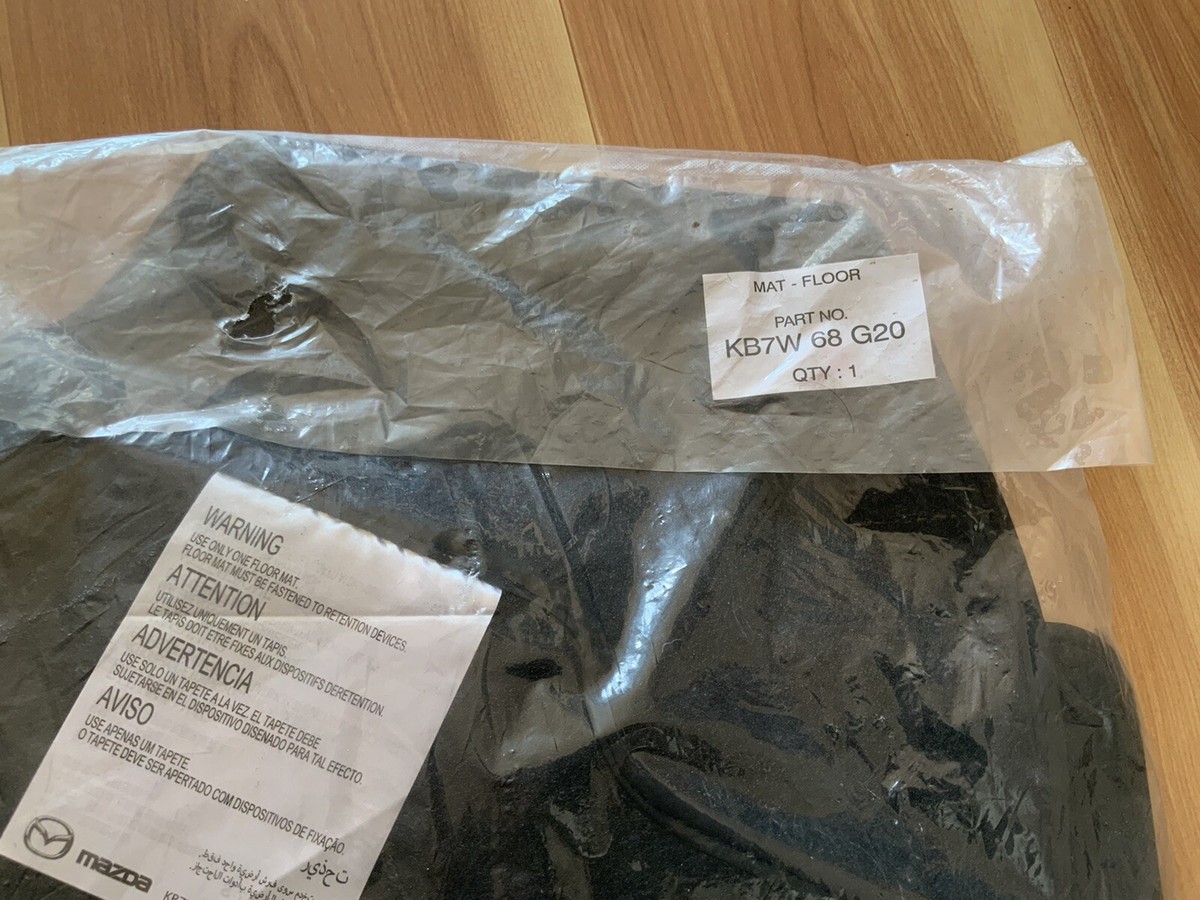 MAT - FLOOR
PART NO.
KB7W 68 G20
QTY : 1
WARNING
USE ONLY ONE FLOOR MAT.
FLOOR MAT MUST BE FASTENED TO RETENTION DEVICES.
ATTENTION
UTILISEZ UNIQUEMENT UN TAPIS.
LE TAPIS DOIT ETRE FIXES AUX DISPOSITIFS DERETENTION.
ADVERTENCIA
USE SOLO UN TAPETE A LA VEZ. EL TAPETE DEBE
SUJETARSE EN EL DISPOSITIVO DISENADO PARA TAL EFECTO.
AVISO
USE APENAS UM TAPETE.
O TAPETE DEVE SER APERTADO COM DISPOSITIVOS DE FIXAÇÃO.
تحذير
mazda